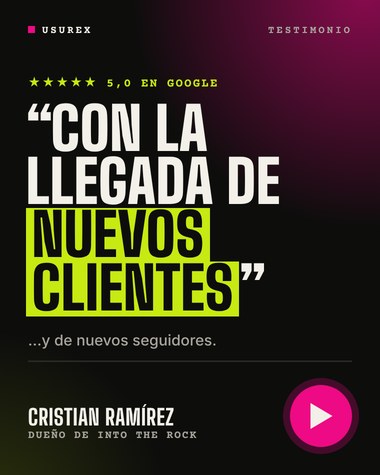 USUREX
TESTIMONIO
★★★★★ 5,0 EN GOOGLE
“CON LA
LLEGADA DE
NUEVOS
CLIENTES”
...y de nuevos seguidores.
CRISTIAN RAMÍREZ
DUEÑO DE INTO THE ROCK